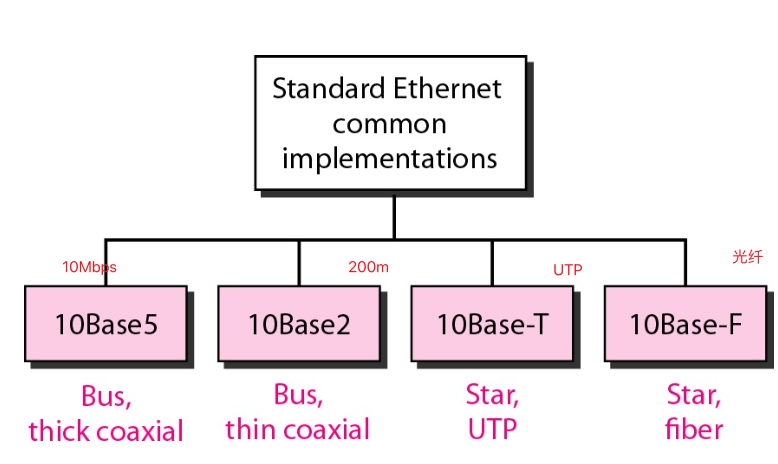 Standard Ethernet
common
implementations
10Mbps
200m
UTP
光纤
10Base5
10Base2
10Base-T
10Base-F
Bus,
thick coaxial
Bus,
thin coaxial
Star,
UTP
Star,
fiber